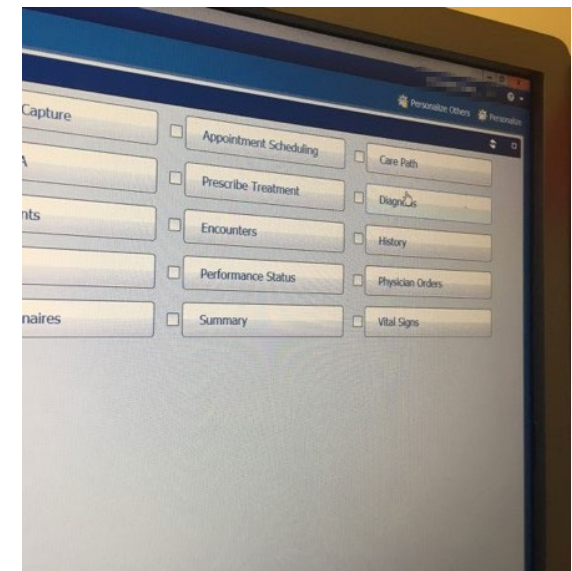 Personalize Others Personalize
Capture
Appointment Scheduling
Care Path
Prescribe Treatment
Diagnosis
nts
Encounters
History
Performance Status
Physician Orders
naires
Summary
Vital Signs